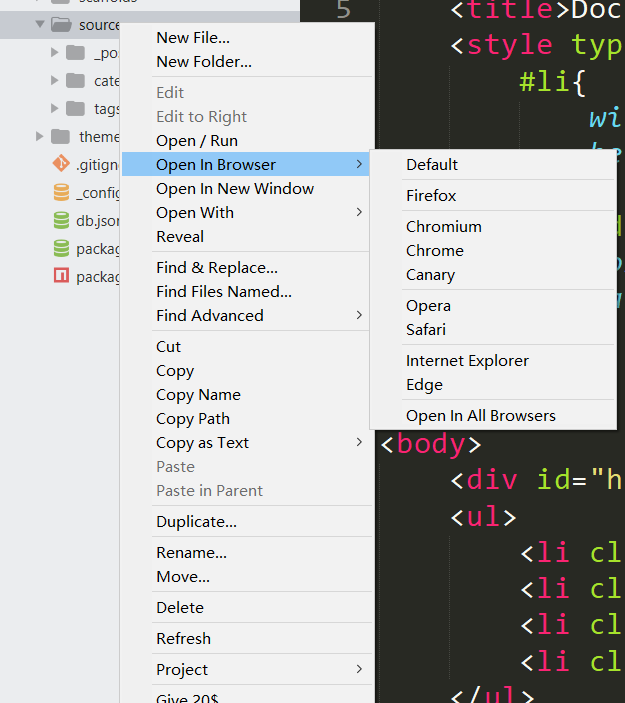 source
_po
cate
tags
theme
.gitign
_config
db.json
packag
packag
New File...
New Folder...
Edit
Edit to Right
Open / Run
Open In Browser
Open In New Window
Open With
Reveal
Find & Replace...
Find Files Named...
Find Advanced
Cut
Copy
Copy Name
Copy Path
Copy as Text
Paste
Paste in Parent
Duplicate...
Rename...
Move...
Delete
Refresh
Project
Give 20$
Default
Firefox
Chromium
Chrome
Canary
Opera
Safari
Internet Explorer
Edge
Open In All Browsers
5 <title>Doc
<style typ
#li{
wi
<body>
<div id="h
<ul>
<li cl
<li cl
<li cl
<li cl
</ul>